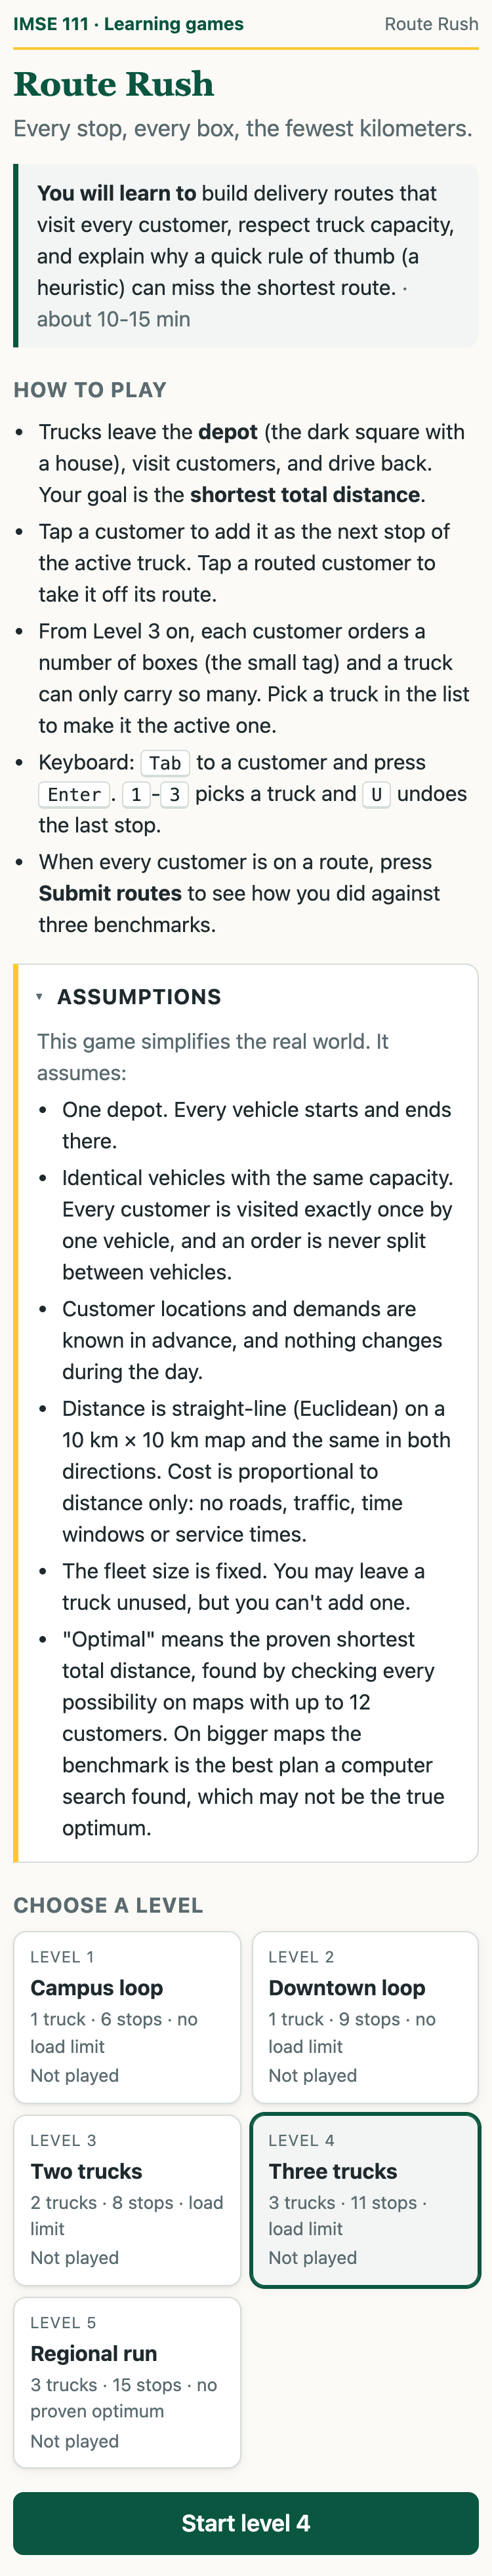 IMSE 111 · Learning games
Route Rush
Route Rush
Every stop, every box, the fewest kilometers.
You will learn to build delivery routes that
visit every customer, respect truck capacity,
and explain why a quick rule of thumb (a
heuristic) can miss the shortest route. ·
about 10-15 min
HOW TO PLAY
• Trucks leave the depot (the dark square with
a house), visit customers, and drive back.
Your goal is the shortest total distance.
• Tap a customer to add it as the next stop of
the active truck. Tap a routed customer to
take it off its route.
• From Level 3 on, each customer orders a
number of boxes (the small tag) and a truck
can only carry so many. Pick a truck in the list
to make it the active one.
• Keyboard: Tab to a customer and press
Enter. 1-3 picks a truck and U undoes
the last stop.
• When every customer is on a route, press
Submit routes to see how you did against
three benchmarks.
▾ ASSUMPTIONS
This game simplifies the real world. It
assumes:
• One depot. Every vehicle starts and ends
there.
• Identical vehicles with the same capacity.
Every customer is visited exactly once by
one vehicle, and an order is never split
between vehicles.
• Customer locations and demands are
known in advance, and nothing changes
during the day.
• Distance is straight-line (Euclidean) on a
10 km × 10 km map and the same in both
directions. Cost is proportional to
distance only: no roads, traffic, time
windows or service times.
• The fleet size is fixed. You may leave a
truck unused, but you can't add one.
• "Optimal" means the proven shortest
total distance, found by checking every
possibility on maps with up to 12
customers. On bigger maps the
benchmark is the best plan a computer
search found, which may not be the true
optimum.
CHOOSE A LEVEL
LEVEL 1
Campus loop
1 truck · 6 stops · no
load limit
Not played
LEVEL 2
Downtown loop
1 truck · 9 stops · no
load limit
Not played
LEVEL 3
Two trucks
2 trucks · 8 stops · load
limit
Not played
LEVEL 4
Three trucks
3 trucks · 11 stops ·
load limit
Not played
LEVEL 5
Regional run
3 trucks · 15 stops · no
proven optimum
Not played
Start level 4